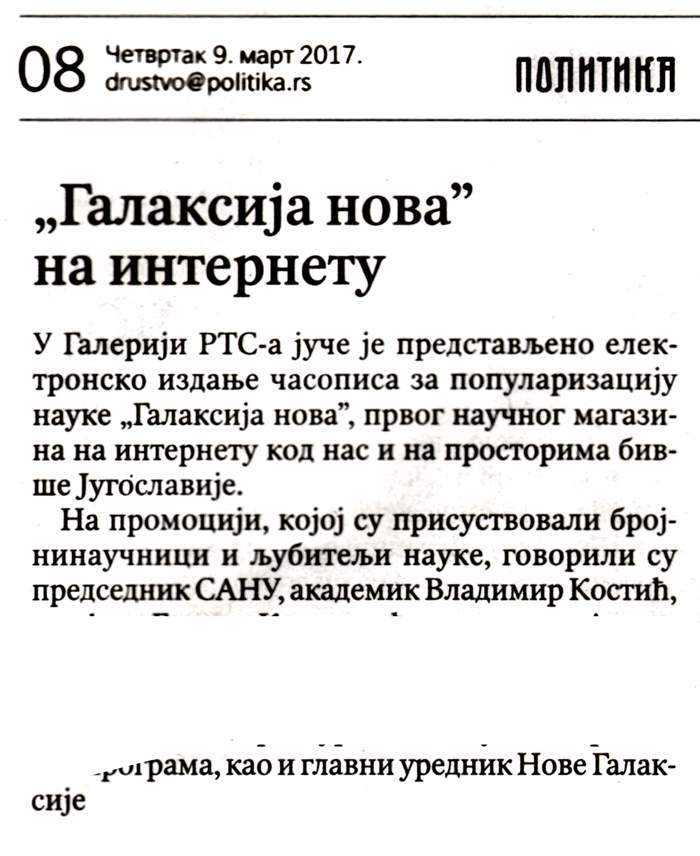 08 Четвртак 9. март 2017.
drustvo@politika.rs
ПОЛИТИКА
„Галаксија нова”
на интернету
У Галерији РТС-а јуче је представљено елек-
тронско издање часописа за популаризацију
науке „Галаксија нова”, првог научног магази-
на на интернету код нас и на просторима бив-
ше Југославије.
На промоцији, којој су присуствовали број-
нинаучници и љубитељи науке, говорили су
председник САНУ, академик Владимир Костић,
као и главни уредник Нове Галак-
сије